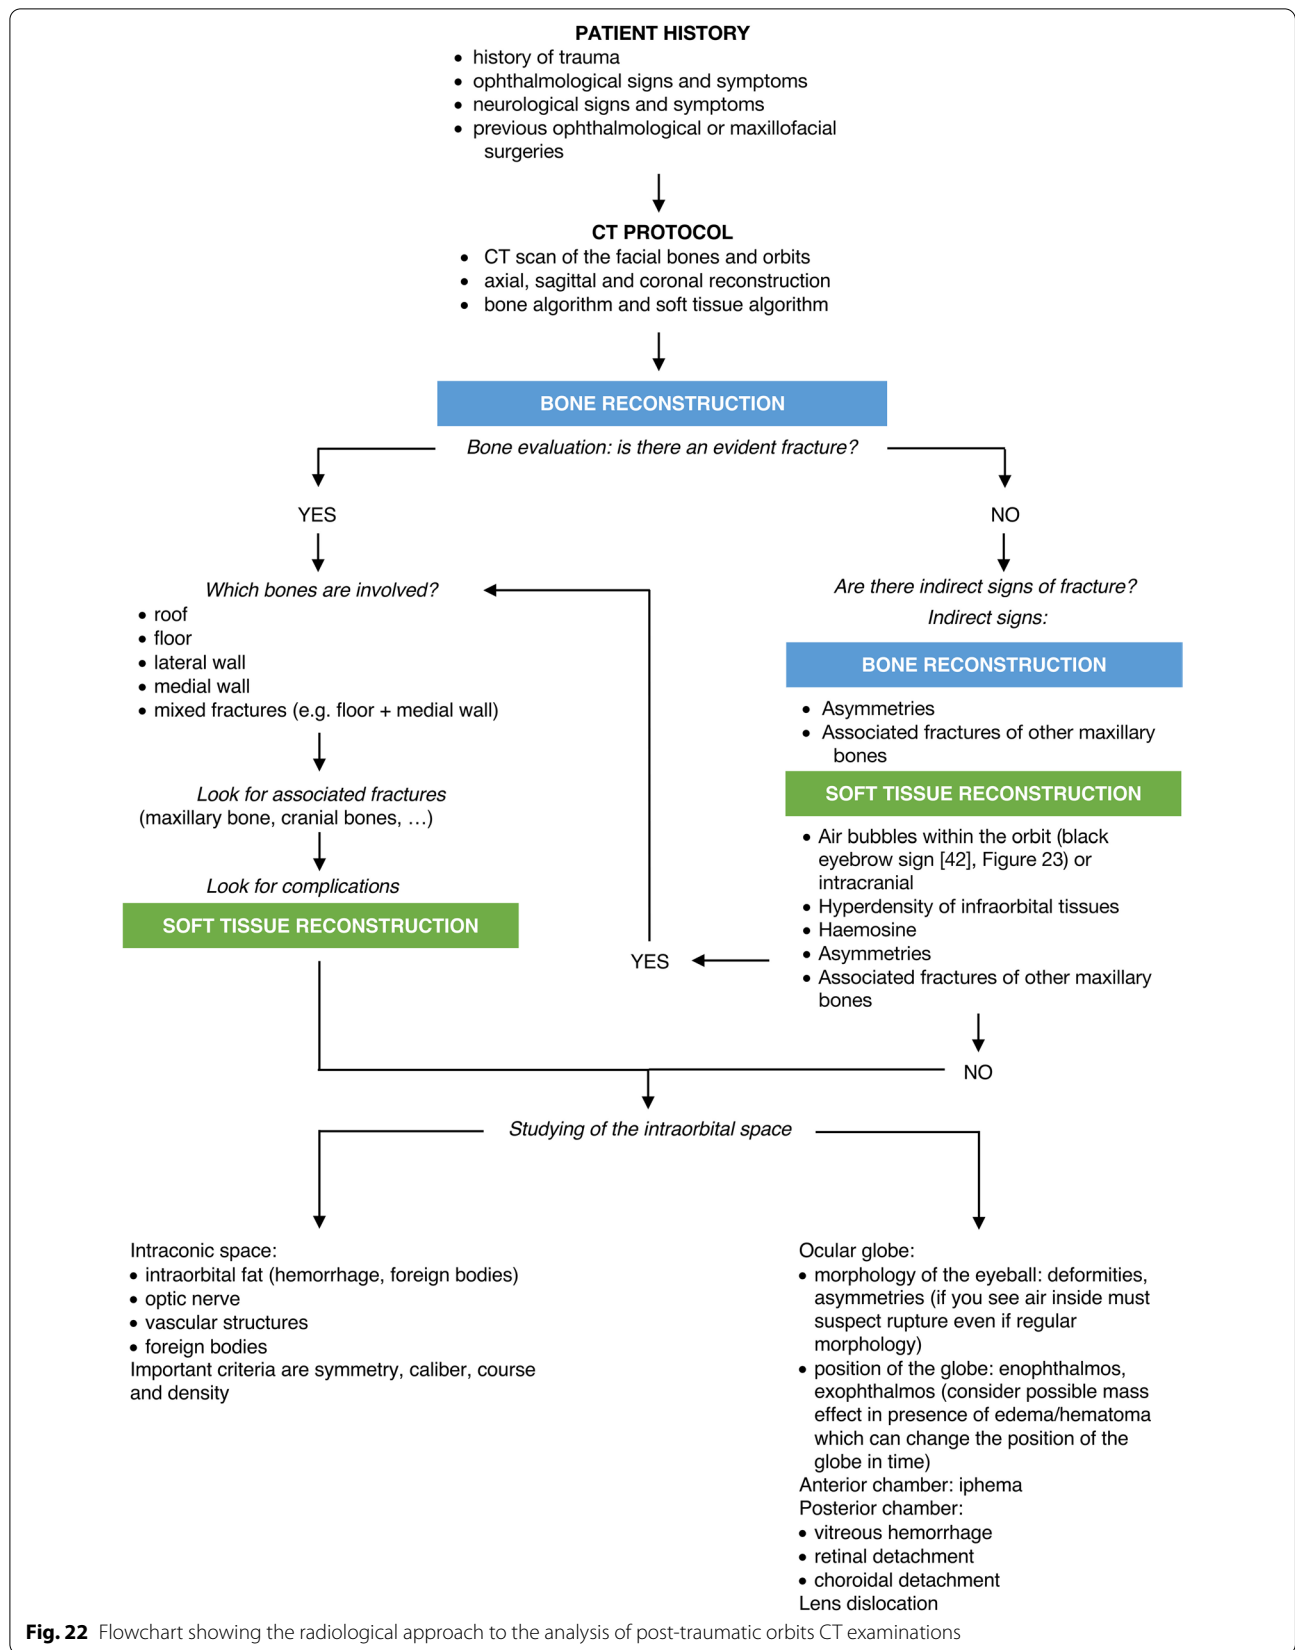 PATIENT HISTORY
• history of trauma
• ophthalmological signs and symptoms
• neurological signs and symptoms
• previous ophthalmological or maxillofacial
surgeries
CT PROTOCOL
• CT scan of the facial bones and orbits
• axial, sagittal and coronal reconstruction
• bone algorithm and soft tissue algorithm
BONE RECONSTRUCTION
Bone evaluation: is there an evident fracture?
YES
Which bones are involved?
• roof
• floor
• lateral wall
• medial wall
• mixed fractures (e.g. floor + medial wall)
Look for associated fractures
(maxillary bone, cranial bones, …)
Look for complications
SOFT TISSUE RECONSTRUCTION
NO
Are there indirect signs of fracture?
Indirect signs:
BONE RECONSTRUCTION
• Asymmetries
• Associated fractures of other maxillary
bones
SOFT TISSUE RECONSTRUCTION
• Air bubbles within the orbit (black
eyebrow sign [42], Figure 23) or
intracranial
• Hyperdensity of infraorbital tissues
• Haemosine
• Asymmetries
• Associated fractures of other maxillary
bones
YES
NO
Studying of the intraorbital space
Intraconic space:
• intraorbital fat (hemorrhage, foreign bodies)
• optic nerve
• vascular structures
• foreign bodies
Important criteria are symmetry, caliber, course
and density
Ocular globe:
• morphology of the eyeball: deformities,
asymmetries (if you see air inside must
suspect rupture even if regular
morphology)
• position of the globe: enophthalmos,
exophthalmos (consider possible mass
effect in presence of edema/hematoma
which can change the position of the
globe in time)
Anterior chamber: iphema
Posterior chamber:
• vitreous hemorrhage
• retinal detachment
• choroidal detachment
Lens dislocation
Fig. 22 Flowchart showing the radiological approach to the analysis of post-traumatic orbits CT examinations